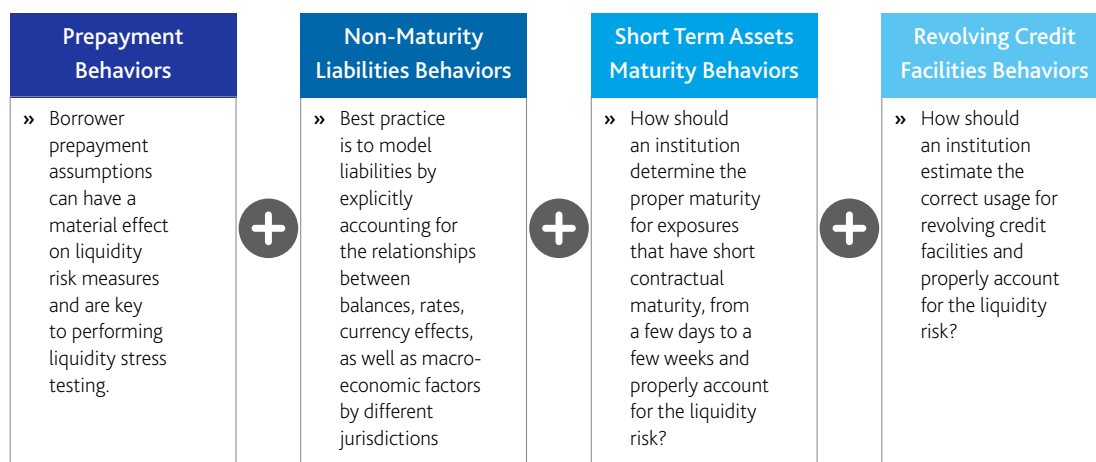 Prepayment
Behaviors
» Borrower
prepayment
assumptions
can have a
material effect
on liquidity
risk measures
and are key
to performing
liquidity stress
testing.
Non-Maturity
Liabilities Behaviors
» Best practice
is to model
liabilities by
explicitly
accounting for
the relationships
between
balances, rates,
currency effects,
as well as macro-
economic factors
by different
jurisdictions
Short Term Assets
Maturity Behaviors
» How should
an institution
determine the
proper maturity
for exposures
that have short
contractual
maturity, from
a few days to a
few weeks and
properly account
for the liquidity
risk?
Revolving Credit
Facilities Behaviors
» How should
an institution
estimate the
correct usage for
revolving credit
facilities and
properly account
for the liquidity
risk?